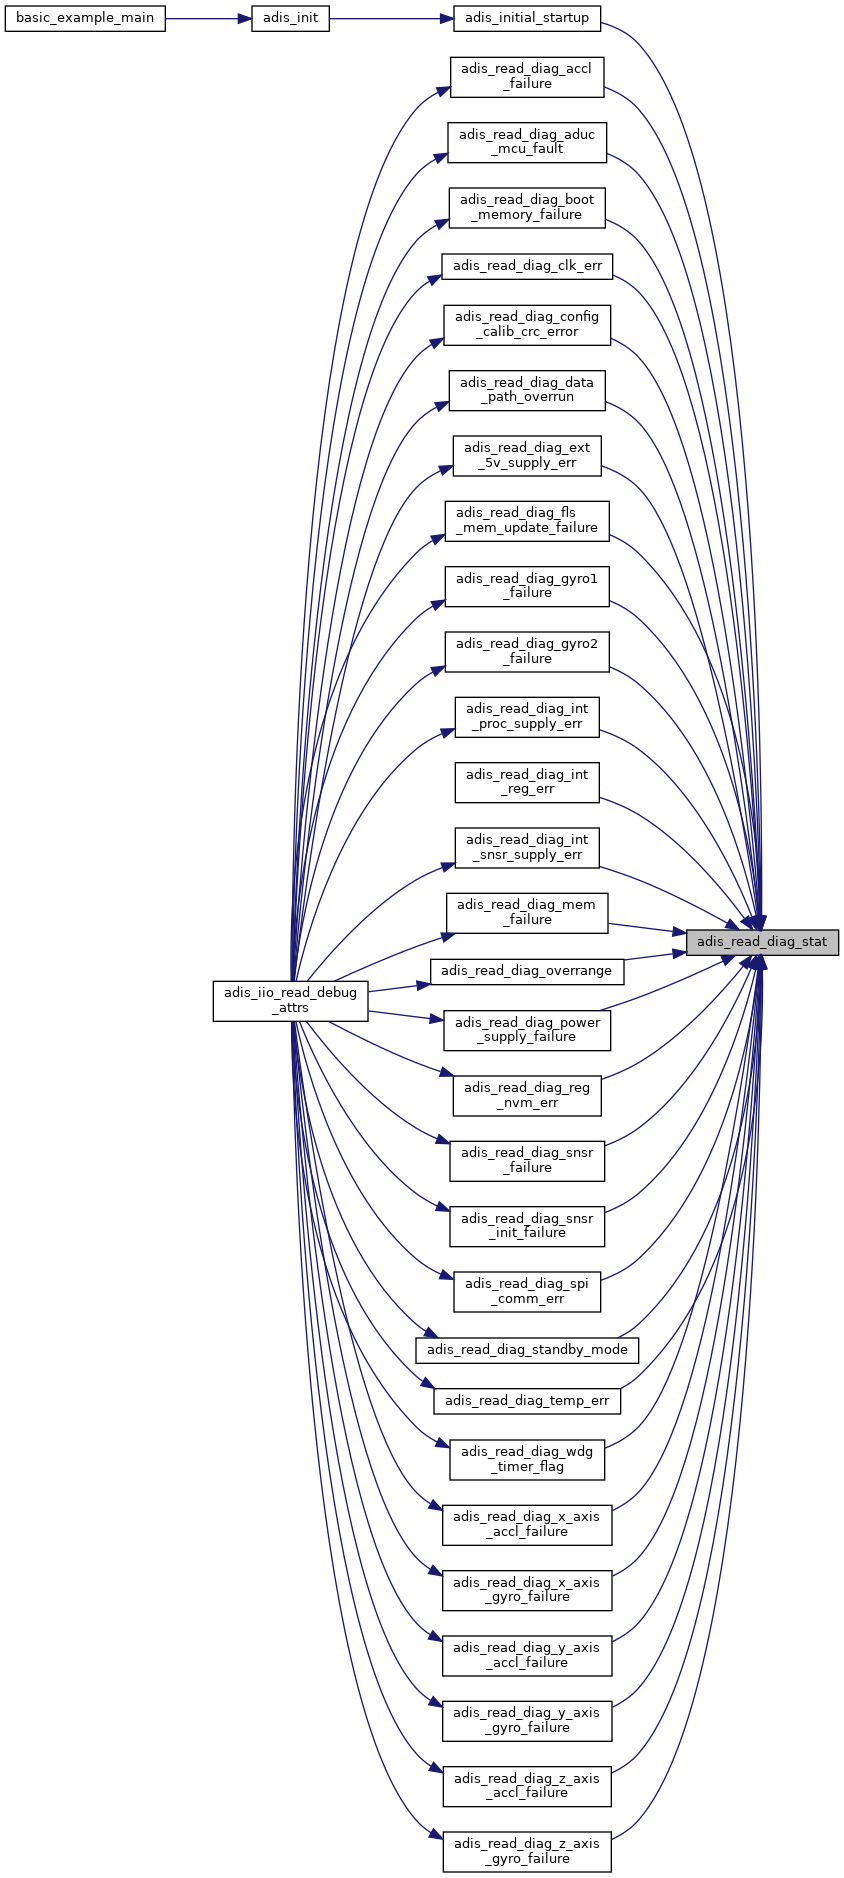 basic_example_main
adis_init
adis_initial_startup
adis_read_diag_accl
_failure
adis_read_diag_aduc
_mcu_fault
adis_read_diag_boot
_memory_failure
adis_read_diag_clk_err
adis_read_diag_config
_calib_crc_error
adis_read_diag_data
_path_overrun
adis_read_diag_ext
_5v_supply_err
adis_read_diag_fls
_mem_update_failure
adis_read_diag_gyro1
_failure
adis_read_diag_gyro2
_failure
adis_read_diag_int
_proc_supply_err
adis_read_diag_int
_reg_err
adis_read_diag_int
_snsr_supply_err
adis_read_diag_mem
_failure
adis_read_diag_stat
adis_read_diag_overrange
adis_iio_read_debug
_attrs
adis_read_diag_power
_supply_failure
adis_read_diag_reg
_nvm_err
adis_read_diag_snsr
_failure
adis_read_diag_snsr
_init_failure
adis_read_diag_spi
_comm_err
adis_read_diag_standby_mode
adis_read_diag_temp_err
adis_read_diag_wdg
_timer_flag
adis_read_diag_x_axis
_accl_failure
adis_read_diag_x_axis
_gyro_failure
adis_read_diag_y_axis
_accl_failure
adis_read_diag_y_axis
_gyro_failure
adis_read_diag_z_axis
_accl_failure
adis_read_diag_z_axis
_gyro_failure